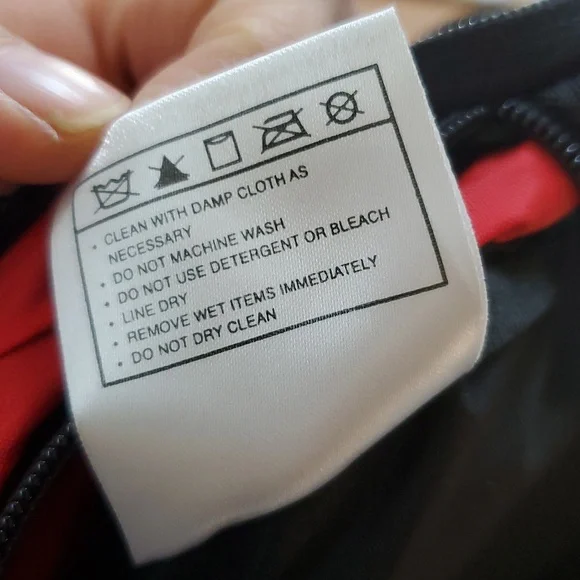 • CLEAN WITH DAMP CLOTH AS
NECESSARY
• DO NOT MACHINE WASH
• DO NOT USE DETERGENT OR BLEACH
• LINE DRY
• REMOVE WET ITEMS IMMEDIATELY
• DO NOT DRY CLEAN